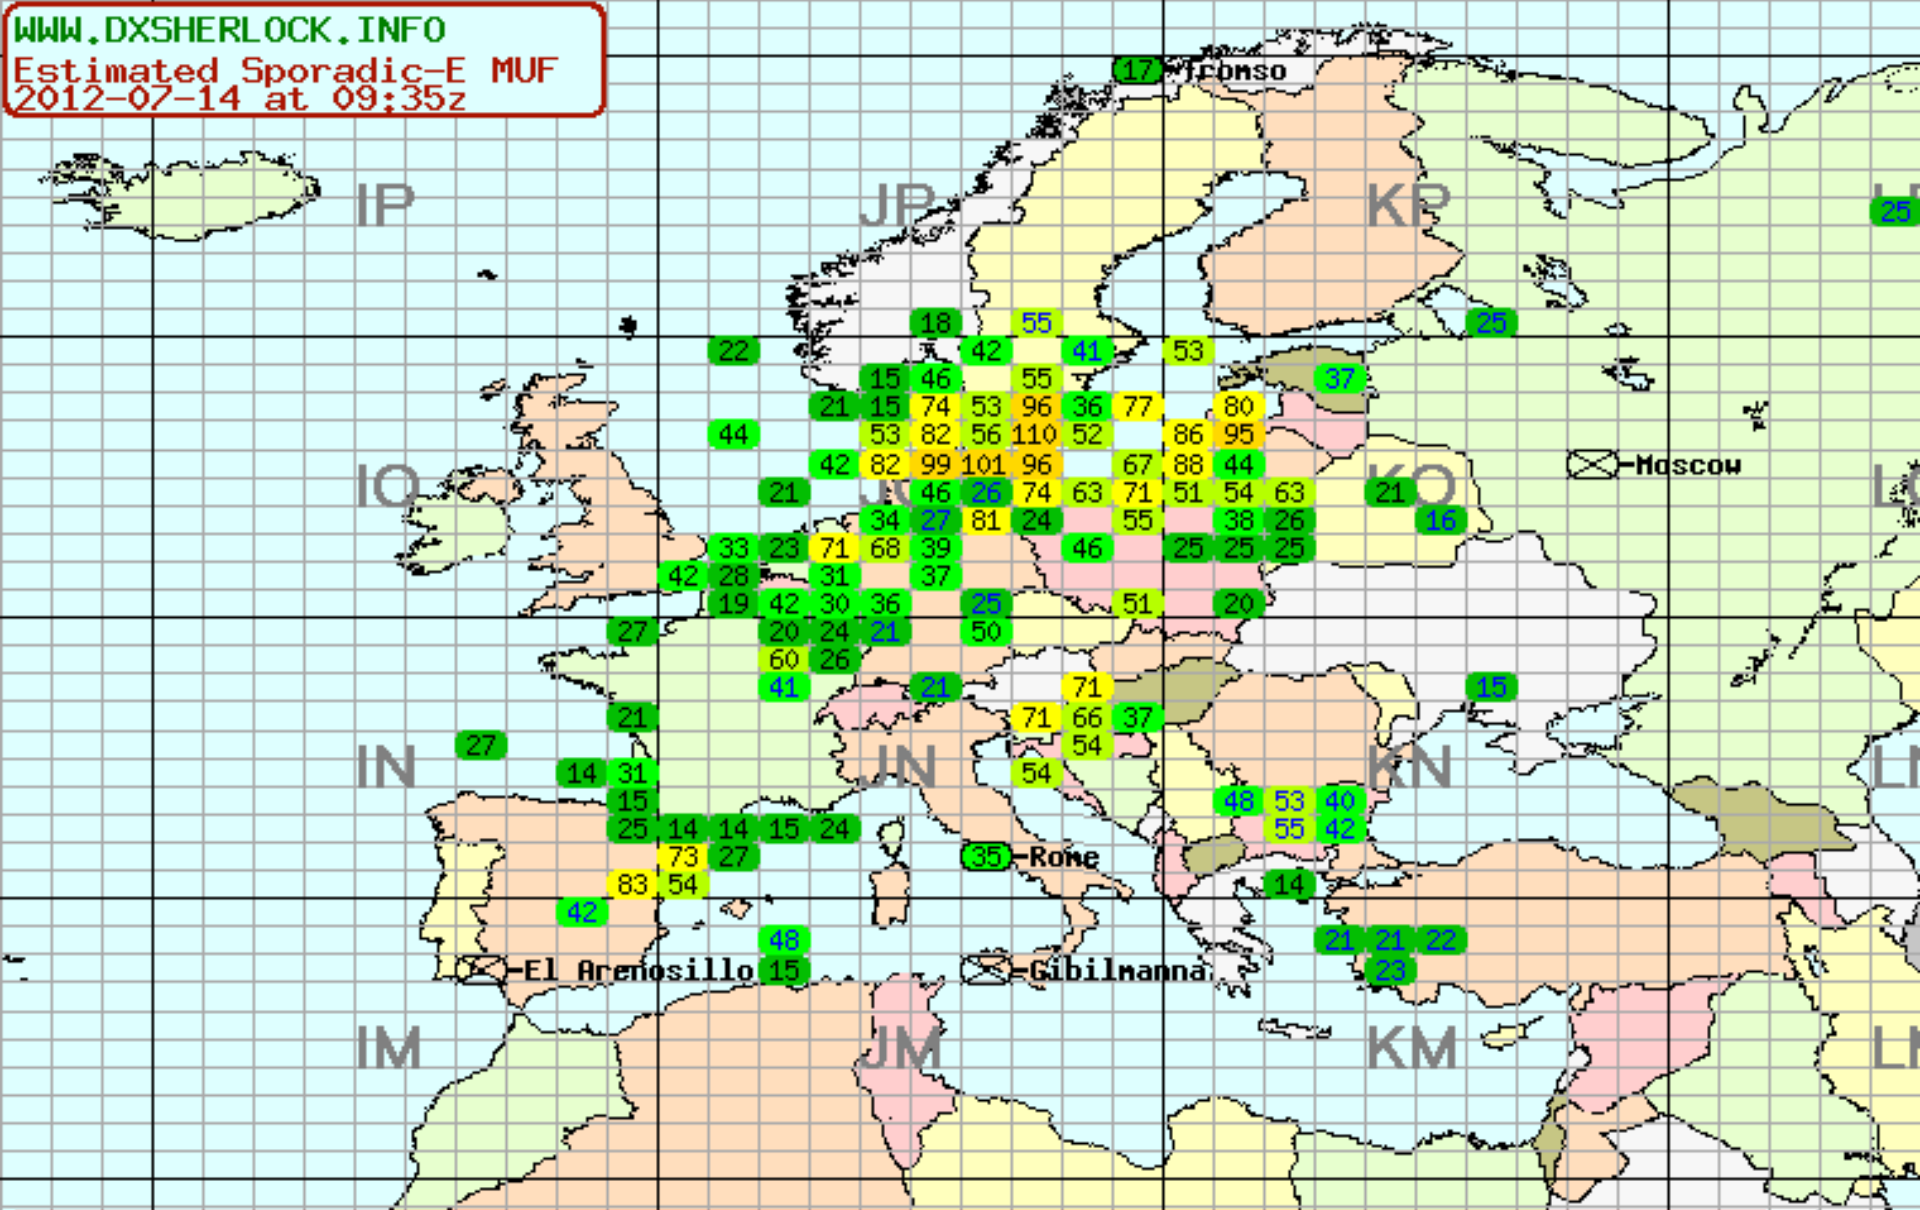 WWW.DXSHERLOCK.INFO
Estimated Sporadic-E MUF
2012-07-14 at 09:35z
17 Tromso
IP JP KP
25
18 55 25
22 42 41 53
15 46 55 37
21 15 74 53 96 36 77 80
44 53 82 56 110 52 86 95
42 82 99 101 96 67 88 44 Moscow
IO KO
21 46 26 74 63 71 51 54 63 21
34 27 81 24 55 38 26 16
33 23 71 68 39 46 25 25 25
42 28 31 37
19 42 30 36 25 51 20
27 20 24 21 50
60 26
41 21 71 15
21 71 66 37
27 54
IN JN KN
14 31 54
15 48 53 40
25 14 14 15 24 55 42
73 27 35-Rome
83 54 14
42
48 21 21 22
El Arenosillo 15 Gibilmanna 23
IM JM KM